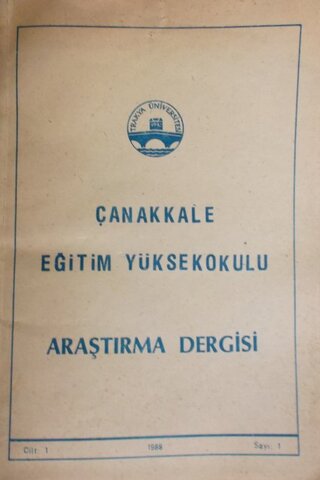 TRAKYA ÜNİVERSİTESİ
ÇANAKKALE
EĞİTİM YÜKSEKOKULU
ARAŞTIRMA DERGİSİ
Cilt 1 1988 Sayı. 1